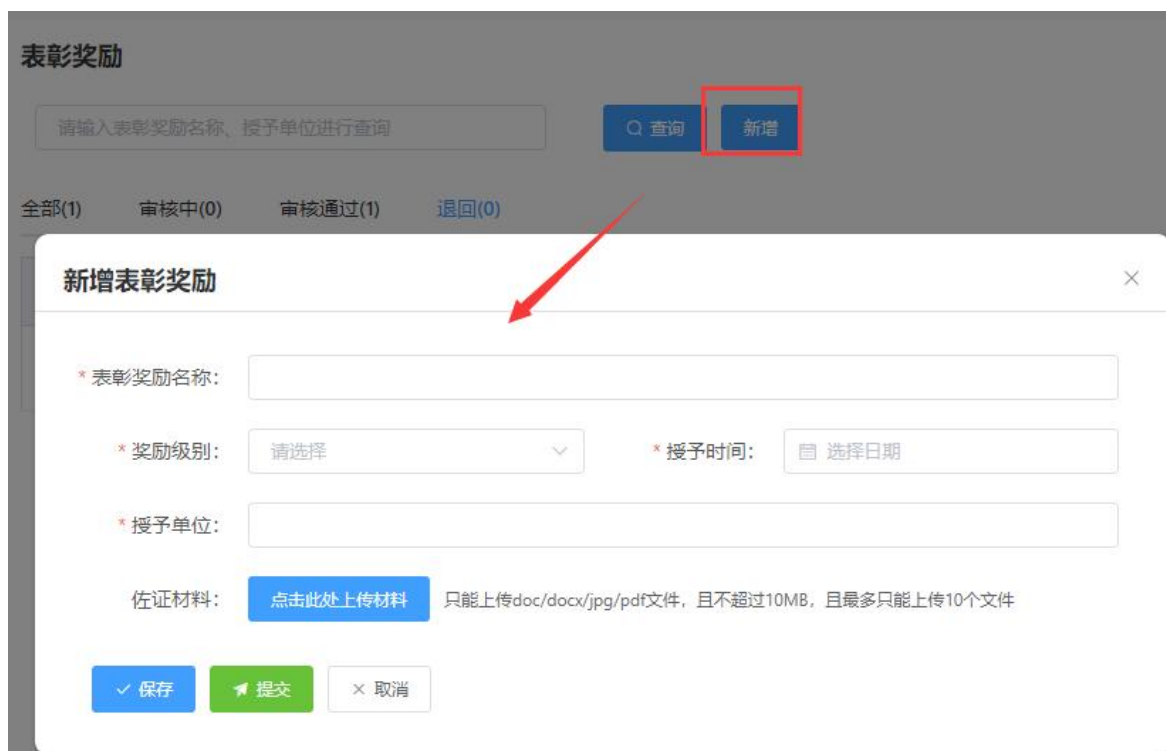 表彰奖励
请输入表彰奖励名称、授予单位进行查询 查询 新增
全部(1) 审核中(0) 审核通过(1) 退回(0)
新增表彰奖励
* 表彰奖励名称：
* 奖励级别： 请选择 * 授予时间： 选择日期
* 授予单位：
佐证材料： 点击此处上传材料 只能上传doc/docx/jpg/pdf文件，且不超过10MB，且最多只能上传10个文件
保存 提交 取消